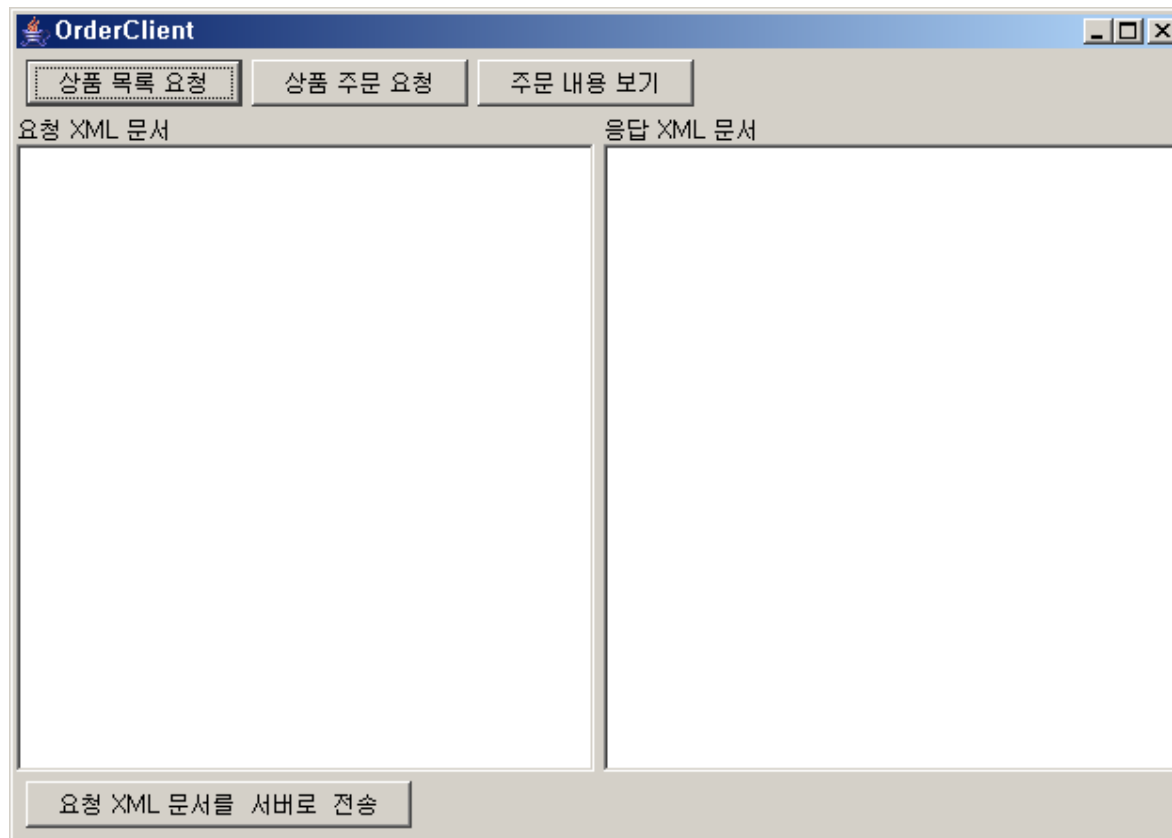 OrderClient
상품 목록 요청 상품 주문 요청 주문 내용 보기
요청 XML 문서 응답 XML 문서
요청 XML 문서를 서버로 전송